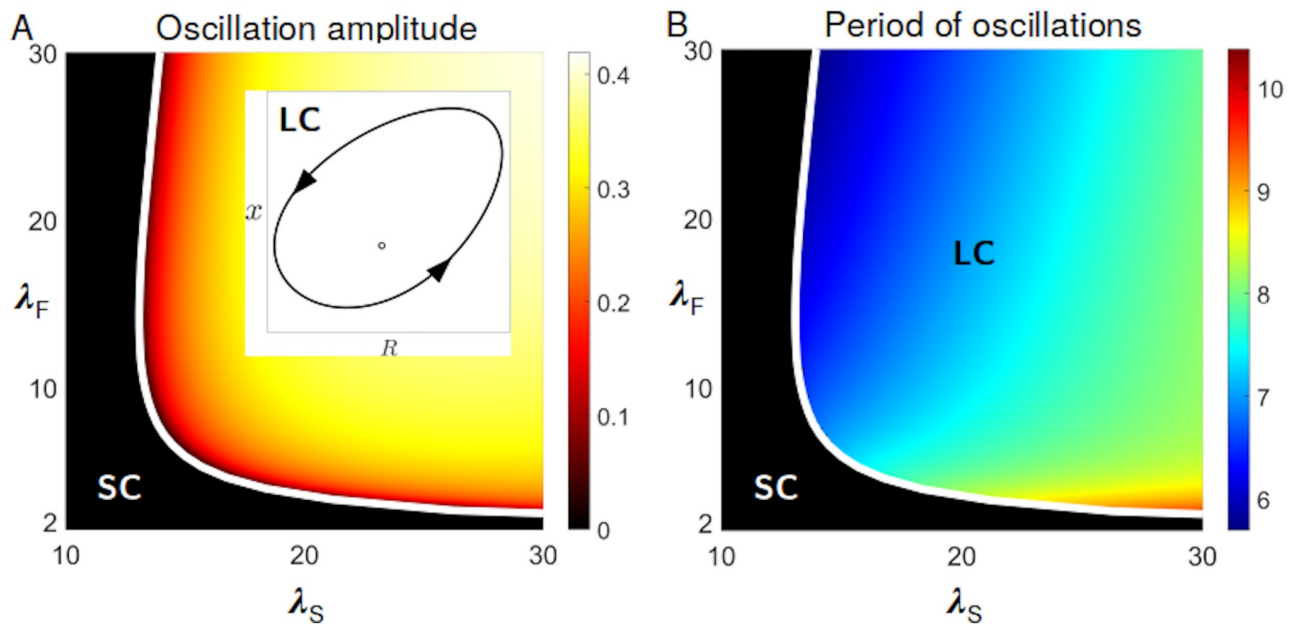 A
Oscillation amplitude
30
20
10
2
λF
10
20
30
λS
LC
x
R
SC
0.4
0.3
0.2
0.1
0
B
Period of oscillations
30
20
10
2
λF
10
20
30
λS
LC
SC
10
9
8
7
6